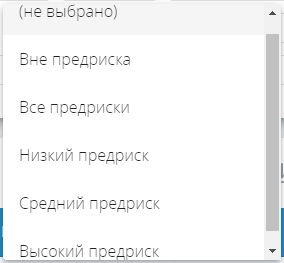 (не выбрано)
Вне предриска
Все предриски
Низкий предриск
Средний предриск
Высокий предриск